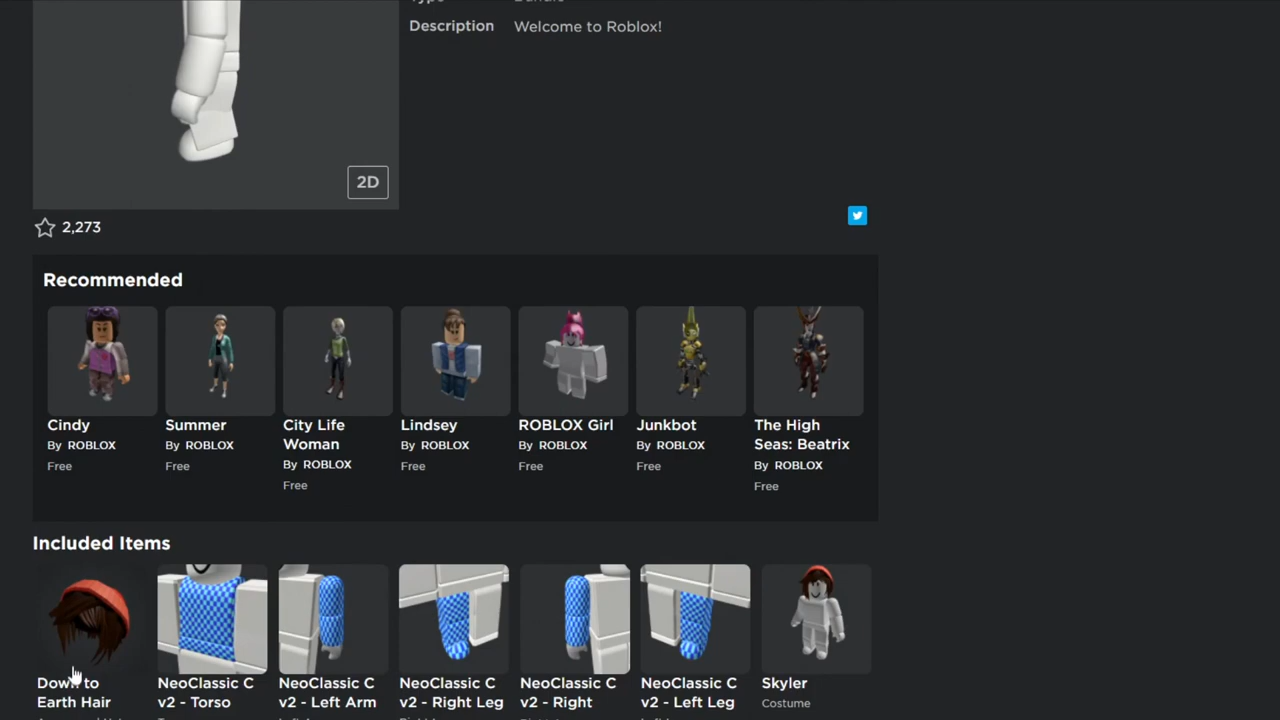 Description Welcome to Roblox!
2D
2,273
Recommended
Cindy
By ROBLOX
Free
Summer
By ROBLOX
Free
City Life
Woman
By ROBLOX
Free
Lindsey
By ROBLOX
Free
ROBLOX Girl
By ROBLOX
Free
Junkbot
By ROBLOX
Free
The High
Seas: Beatrix
By ROBLOX
Free
Included Items
Down to
Earth Hair
NeoClassic C
v2 - Torso
NeoClassic C
v2 - Left Arm
NeoClassic C
v2 - Right Leg
NeoClassic C
v2 - Right
NeoClassic C
v2 - Left Leg
Skyler
Costume